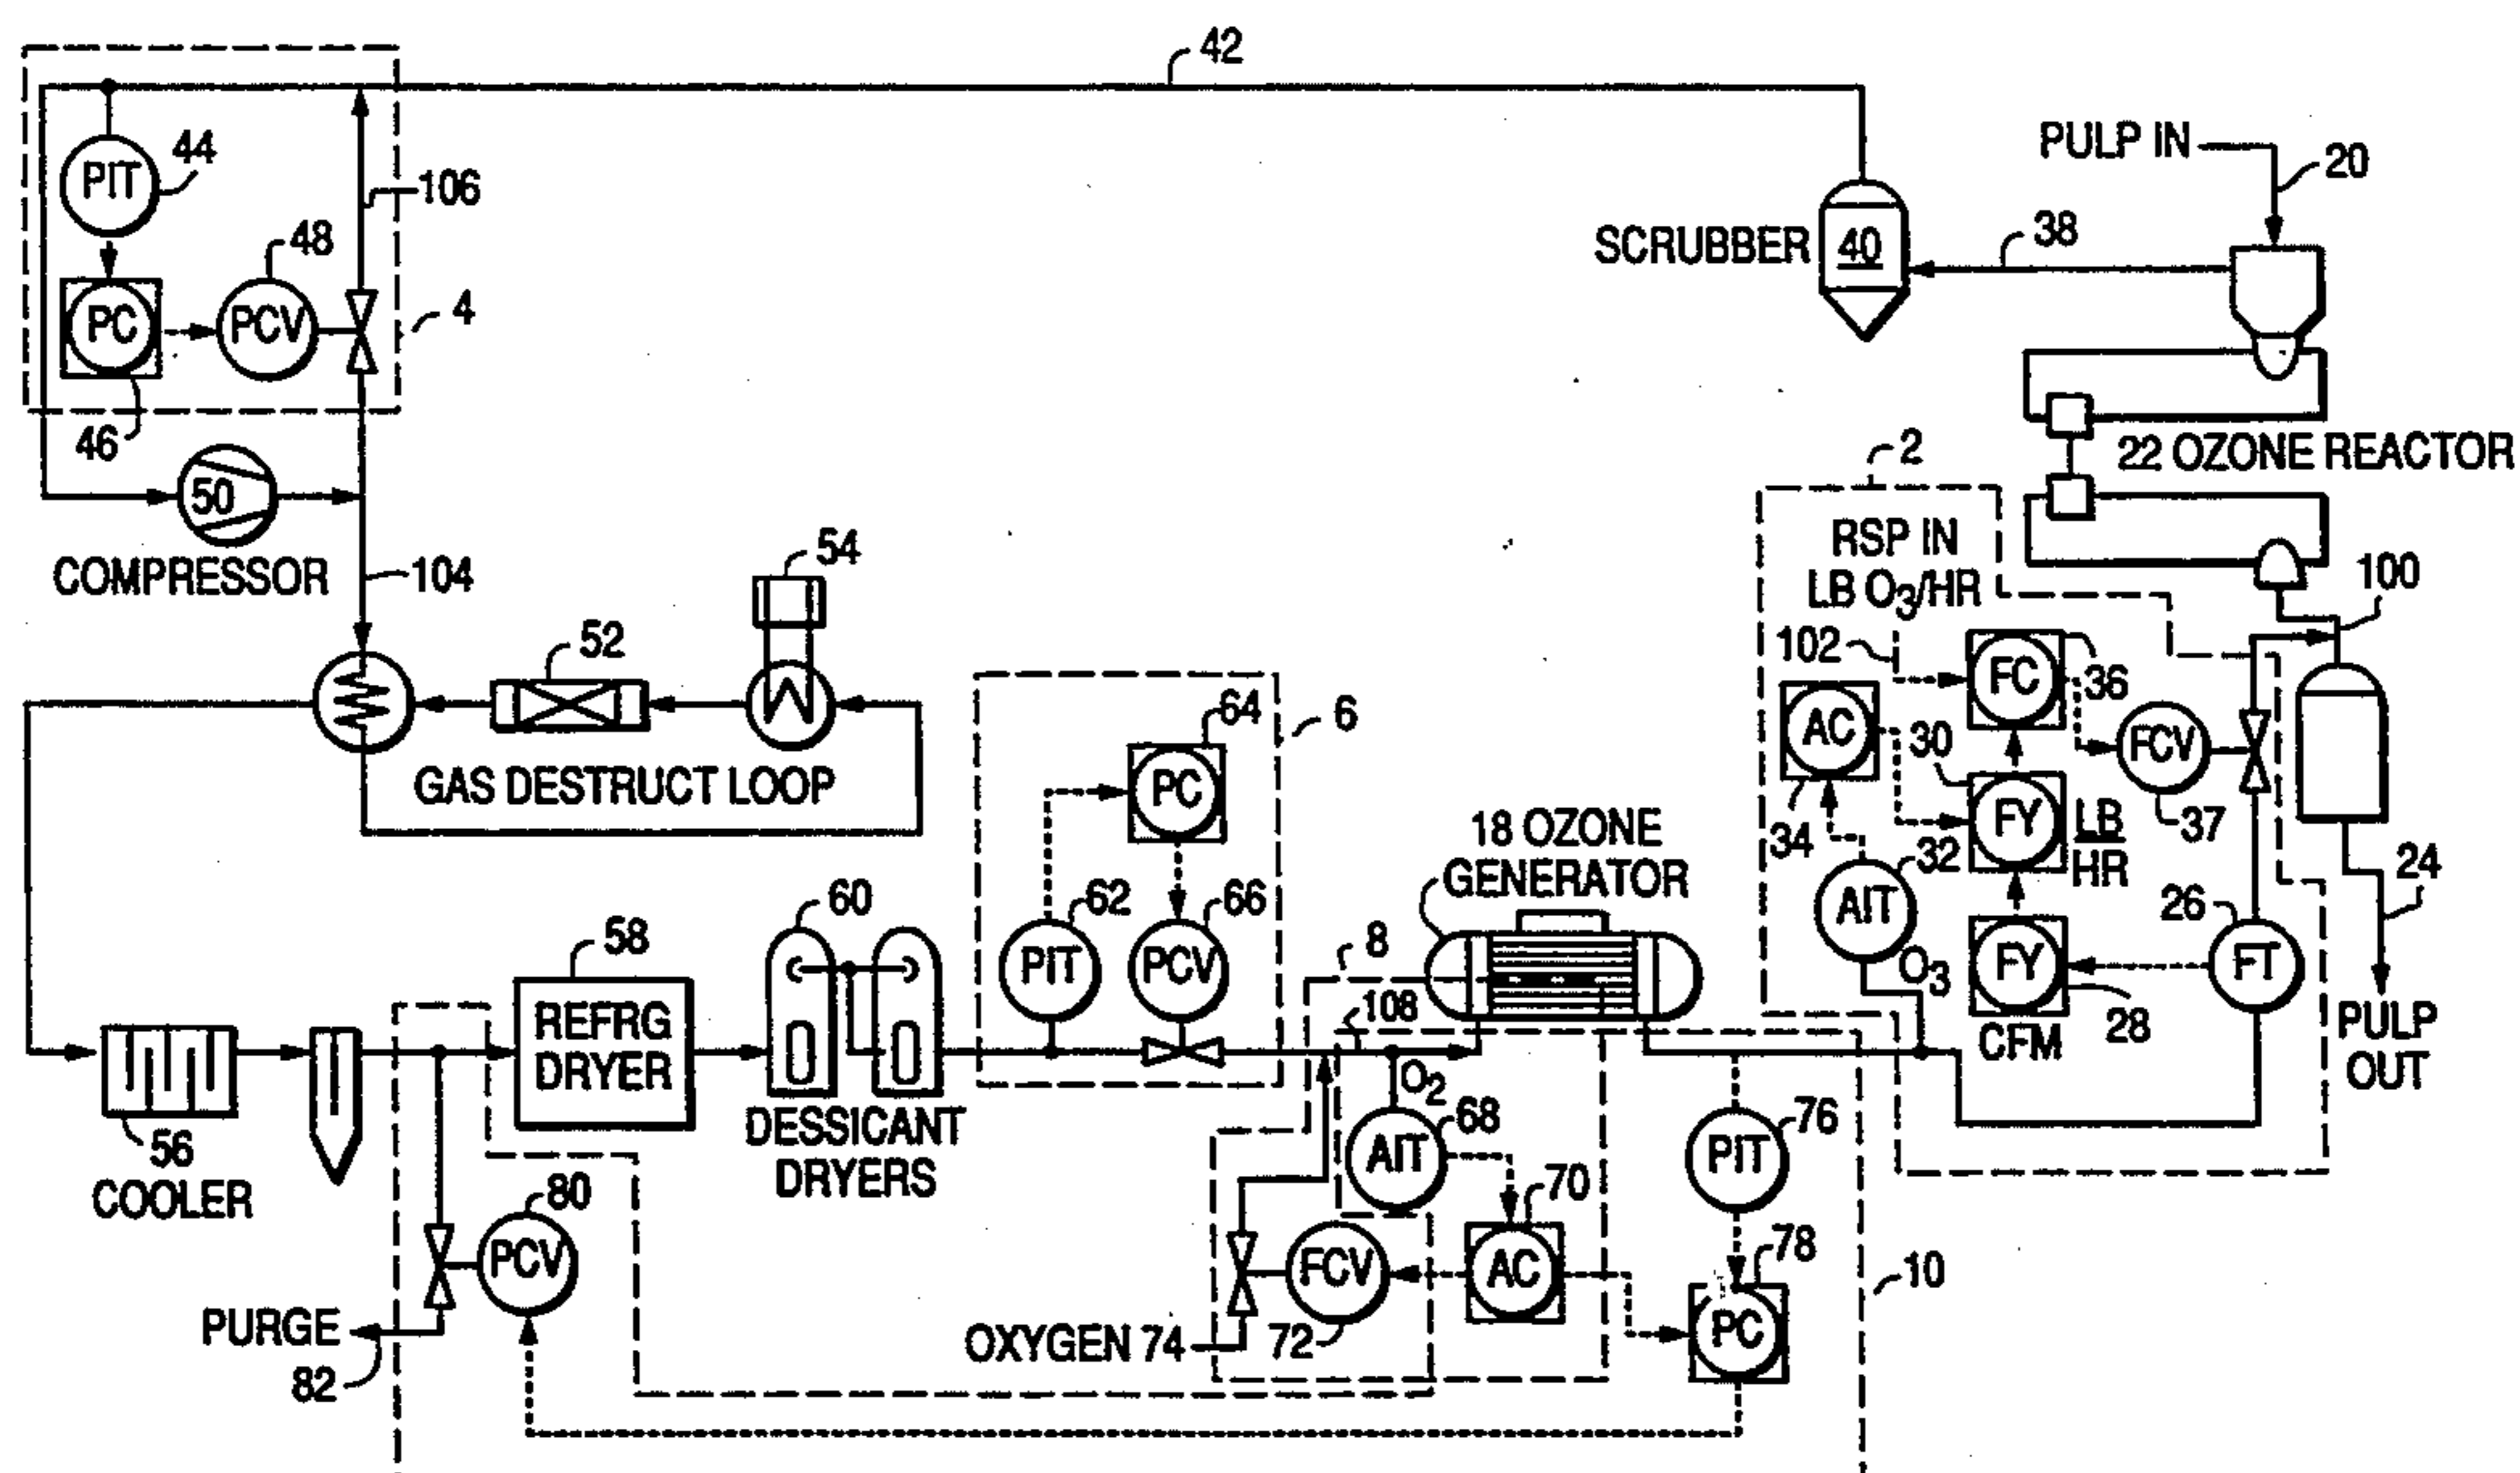 42
PULP IN
20
44
PIT
106
48
SCRUBBER
40
38
PC
PCV
4
46
22 OZONE REACTOR
2
50
COMPRESSOR
RSP IN
LB O3/HR
54
104
100
102
FC
36
52
AC
64
6
30
FCV
PC
GAS DESTRUCT LOOP
FY
LB
HR
37
18 OZONE
GENERATOR
34
32
24
60
62
66
AIT
26
58
8
PIT
PCV
O3
FY
FT
108
28
REFRG
DRYER
CFM
PULP
OUT
O2
56
COOLER
DESSICANT
DRYERS
AIT
68
PIT
76
80
70
78
PCV
FCV
AC
10
PURGE
OXYGEN 74
72
PC
82